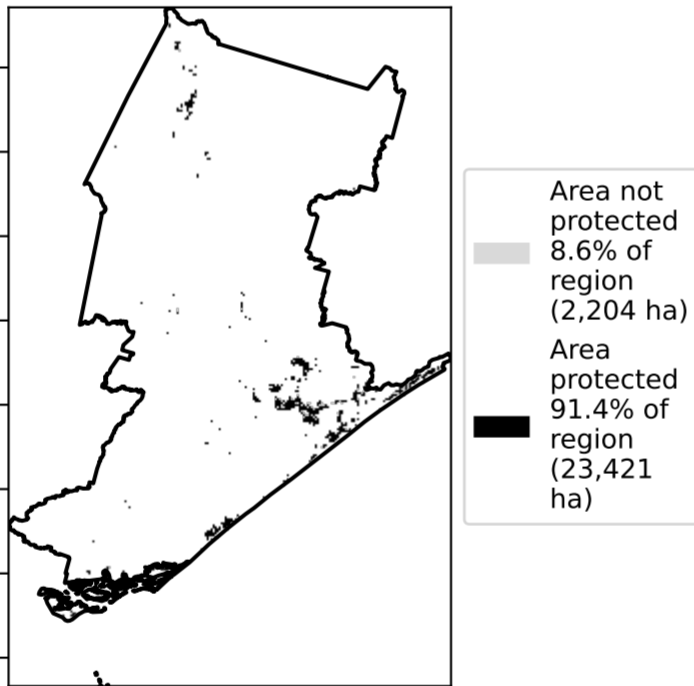 Area not
protected
8.6% of
region
(2,204 ha)
Area
protected
91.4% of
region
(23,421
ha)